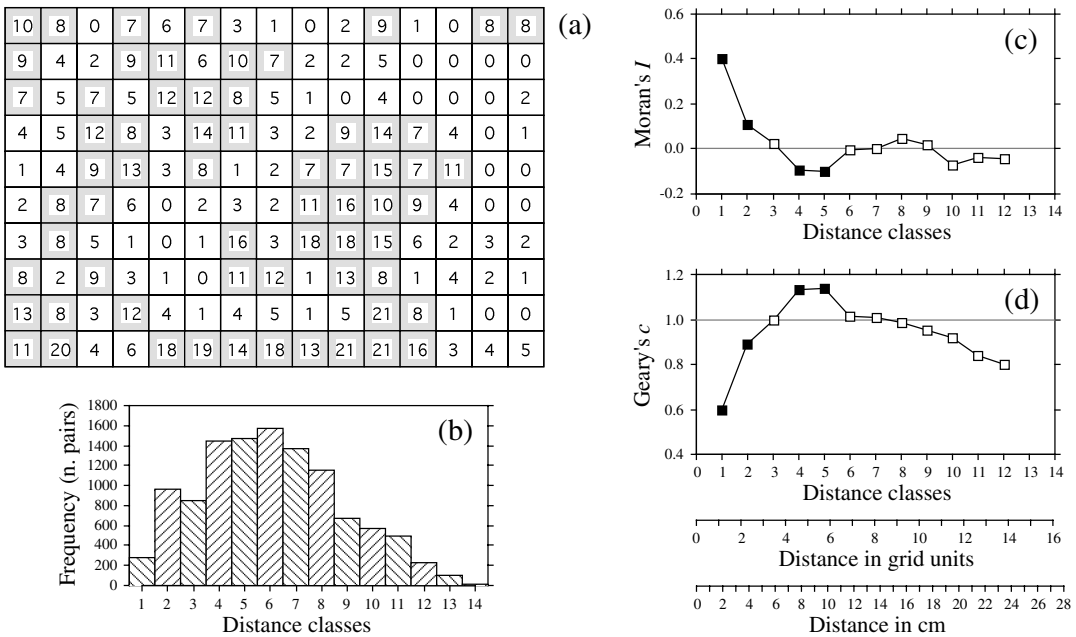 10 8 0 7 6 7 3 1 0 2 9 1 0 8 8
9 4 2 9 11 6 10 7 2 2 5 0 0 0 0
7 5 7 5 12 12 8 5 1 0 4 0 0 0 2
4 5 12 8 3 14 11 3 2 9 14 7 4 0 1
1 4 9 13 3 8 1 2 7 7 15 7 11 0 0
2 8 7 6 0 2 3 2 11 16 10 9 4 0 0
3 8 5 1 0 1 16 3 18 18 15 6 2 3 2
8 2 9 3 1 0 11 12 1 13 8 1 4 2 1
13 8 3 12 4 1 4 5 1 5 21 8 1 0 0
11 20 4 6 18 19 14 18 13 21 21 16 3 4 5
(a)
1800
1600
1400
1200
1000
800
600
400
200
0
Frequency (n. pairs)
(b)
1 2 3 4 5 6 7 8 9 10 11 12 13 14
Distance classes
0.6
0.4
0.2
0.0
-0.2
Moran's I
(c)
0 1 2 3 4 5 6 7 8 9 10 11 12 13 14
Distance classes
1.2
1.0
0.8
0.6
0.4
Geary's c
(d)
0 1 2 3 4 5 6 7 8 9 10 11 12 13 14
Distance classes
0 2 4 6 8 10 12 14 16
Distance in grid units
0 2 4 6 8 10 12 14 16 18 20 22 24 26 28
Distance in cm